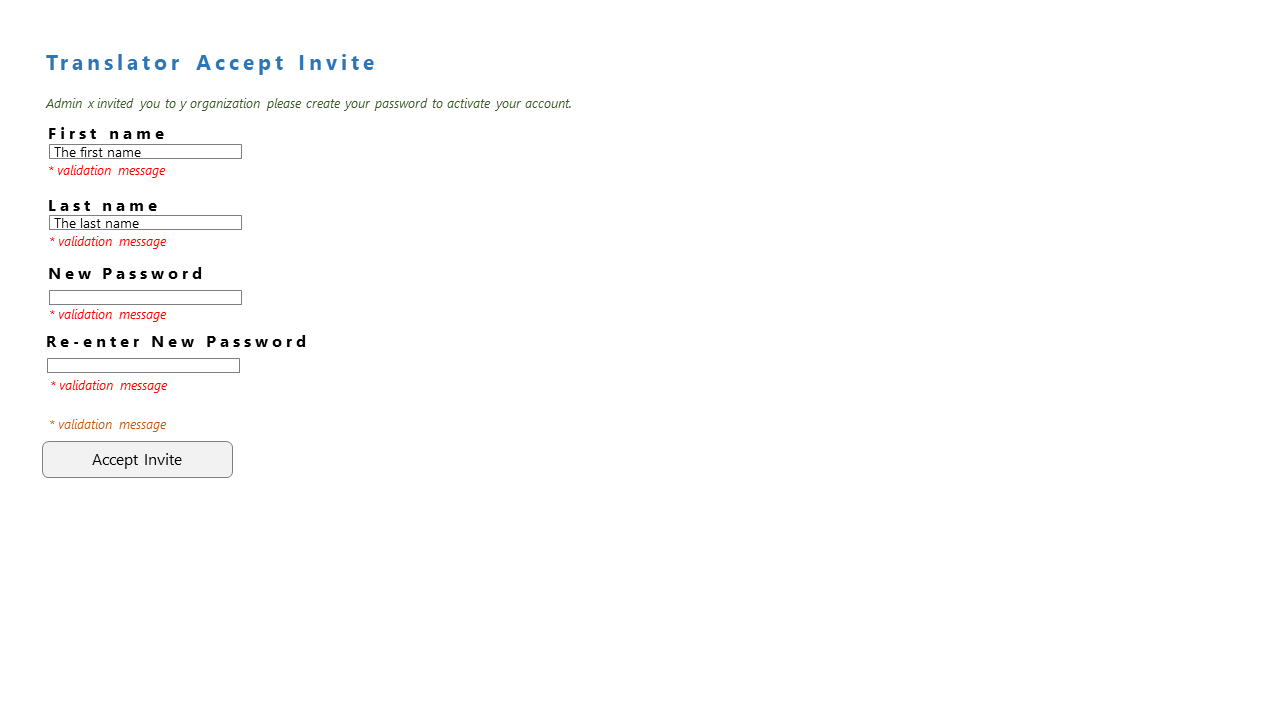 Translator Accept Invite
Admin x invited you to y organization please create your password to activate your account.
First name
The first name
* validation message
Last name
The last name
* validation message
New Password
* validation message
Re-enter New Password
* validation message
* validation message
Accept Invite